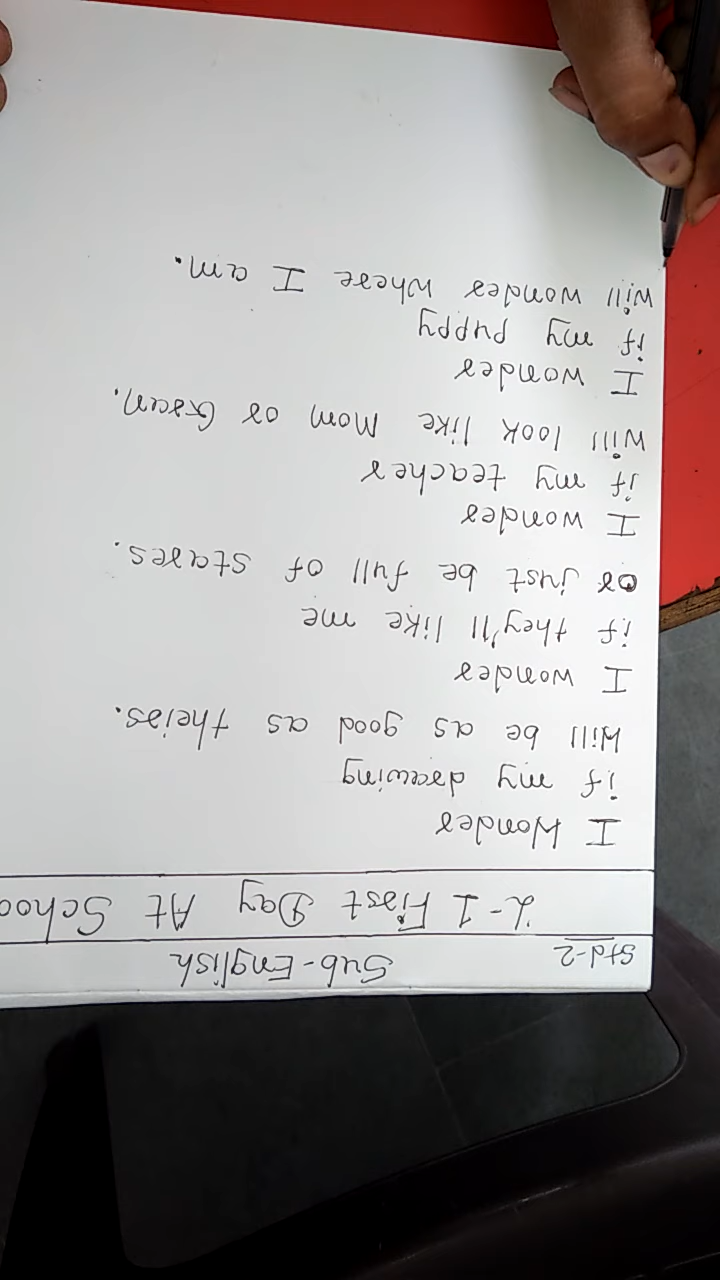 Std-2 Sub-English
L-1 First Day At Schoo
I Wonder
if my drawing
Will be as good as theirs.
I wonder
if they'll like me
or just be full of stares.
I wonder
if my teacher
will look like Mom or Gran.
I wonder
if my puppy
will wonder where I am.